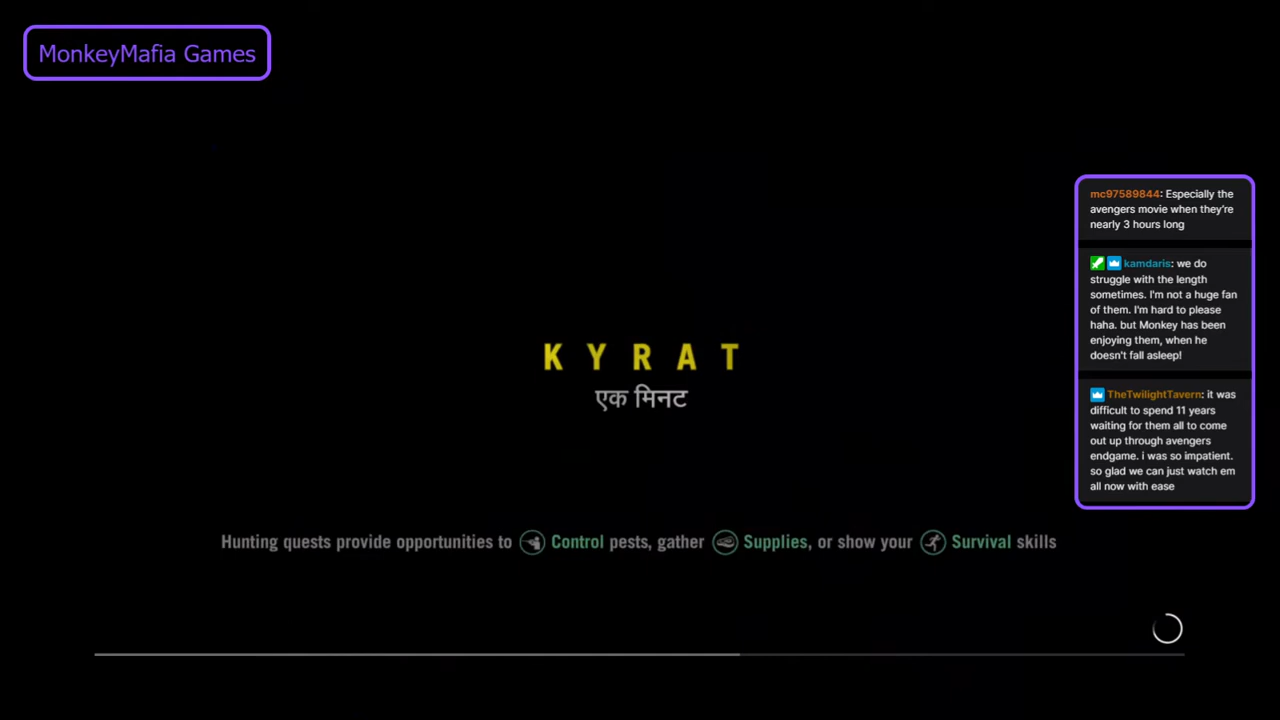 MonkeyMafia Games
mc97589844: Especially the
avengers movie when they're
nearly 3 hours long
kamdaris: we do
struggle with the length
sometimes. I'm not a huge fan
of them. I'm hard to please
haha. but Monkey has been
enjoying them, when he
doesn't fall asleep!
TheTwilightTavern: it was
difficult to spend 11 years
waiting for them all to come
out up through avengers
endgame. i was so impatient.
so glad we can just watch em
all now with ease
KYRAT
एक मिनट
Hunting quests provide opportunities to Control pests, gather Supplies, or show your Survival skills